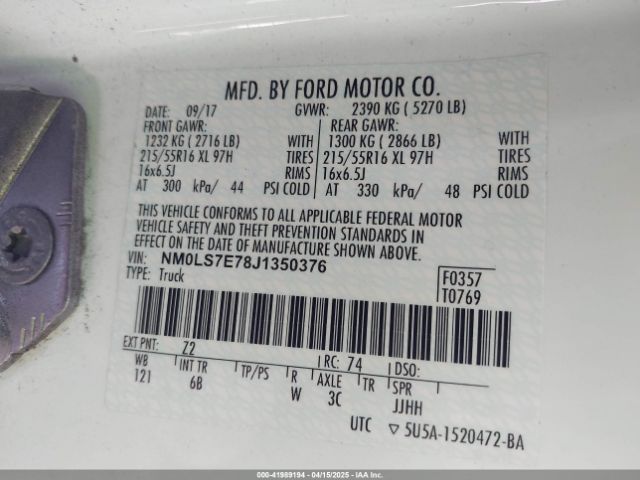 MFD. BY FORD MOTOR CO.
DATE: 09/17 GVWR: 2390 KG ( 5270 LB)
FRONT GAWR: REAR GAWR:
1232 KG ( 2716 LB) WITH 1300 KG ( 2866 LB) WITH
215/55R16 XL 97H TIRES 215/55R16 XL 97H TIRES
16x6.5J RIMS 16x6.5J RIMS
AT 300 kPa/ 44 PSI COLD AT 330 kPa/ 48 PSI COLD
THIS VEHICLE CONFORMS TO ALL APPLICABLE FEDERAL MOTOR
VEHICLE SAFETY AND THEFT PREVENTION STANDARDS IN
EFFECT ON THE DATE OF MANUFACTURE SHOWN ABOVE.
VIN: NM0LS7E78J1350376 F0357
TYPE: Truck T0769
EXT PNT: Z2 RC: 74 DSO:
WB INT TR TP/PS R AXLE TR SPR
121 6B W 3C JJHH
UTC ▽ 5U5A-1520472-BA
000-41989194 - 04/15/2025 - IAAI.com